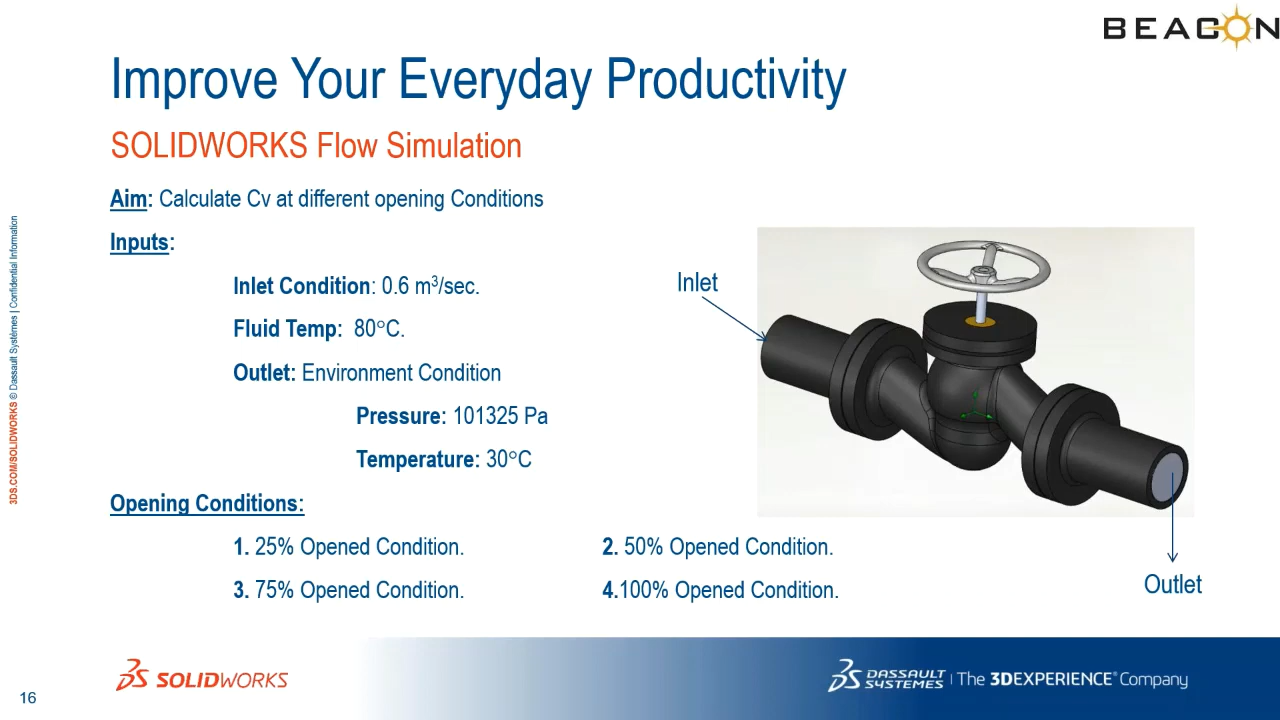 BEACON
Improve Your Everyday Productivity
SOLIDWORKS Flow Simulation
Aim: Calculate Cv at different opening Conditions
Inputs:
Inlet Condition: 0.6 m³/sec.
Fluid Temp: 80°C.
Outlet: Environment Condition
Pressure: 101325 Pa
Temperature: 30°C
Inlet
Outlet
Opening Conditions:
1. 25% Opened Condition.
2. 50% Opened Condition.
3. 75% Opened Condition.
4.100% Opened Condition.
3DS.COM/SOLIDWORKS © Dassault Systèmes | Confidential Information
16
SOLIDWORKS
DASSAULT SYSTEMES | The 3DEXPERIENCE® Company